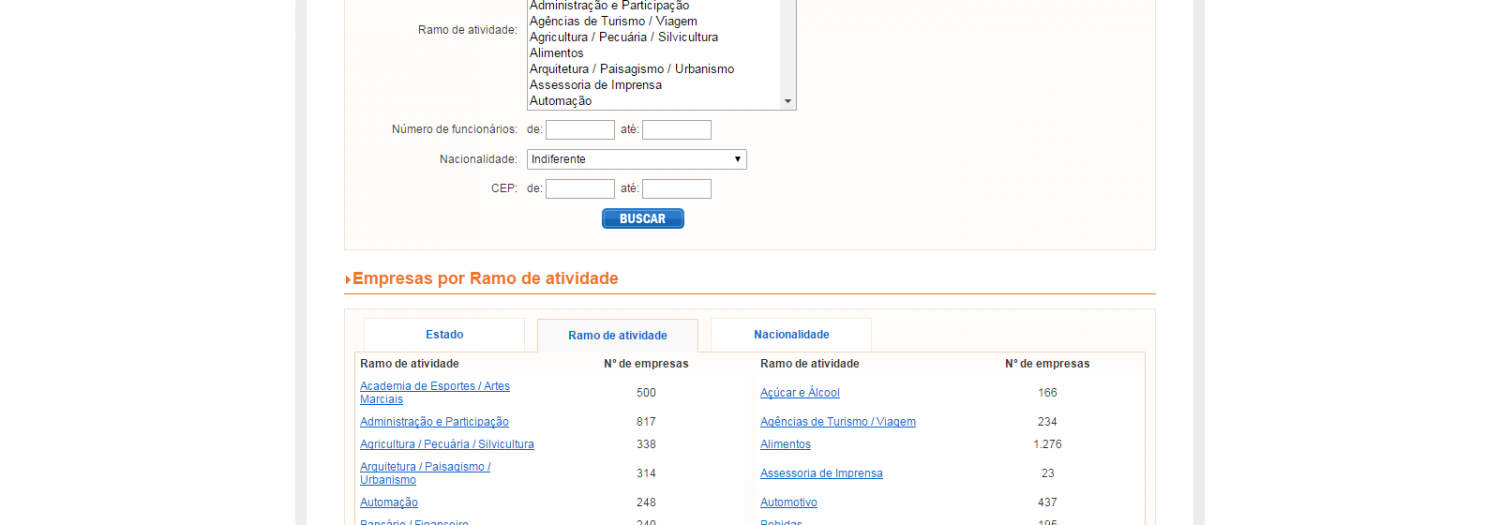 Administração e Participação
Ramo de atividade:
Agências de Turismo / Viagem
Agricultura / Pecuária / Silvicultura
Alimentos
Arquitetura / Paisagismo / Urbanismo
Assessoria de Imprensa
Automação
Número de funcionários: de: até:
Nacionalidade: Indiferente
CEP: de: até:
BUSCAR
Empresas por Ramo de atividade
Estado Ramo de atividade Nacionalidade
Ramo de atividade Nº de empresas Ramo de atividade Nº de empresas
Academia de Esportes / Artes
Marciais 500 Açúcar e Álcool 166
Administração e Participação 817 Agências de Turismo / Viagem 234
Agricultura / Pecuária / Silvicultura 338 Alimentos 1.276
Arquitetura / Paisagismo /
Urbanismo 314 Assessoria de Imprensa 23
Automação 248 Automotivo 437
Bancário / Financeiro 240 Bebidas 195